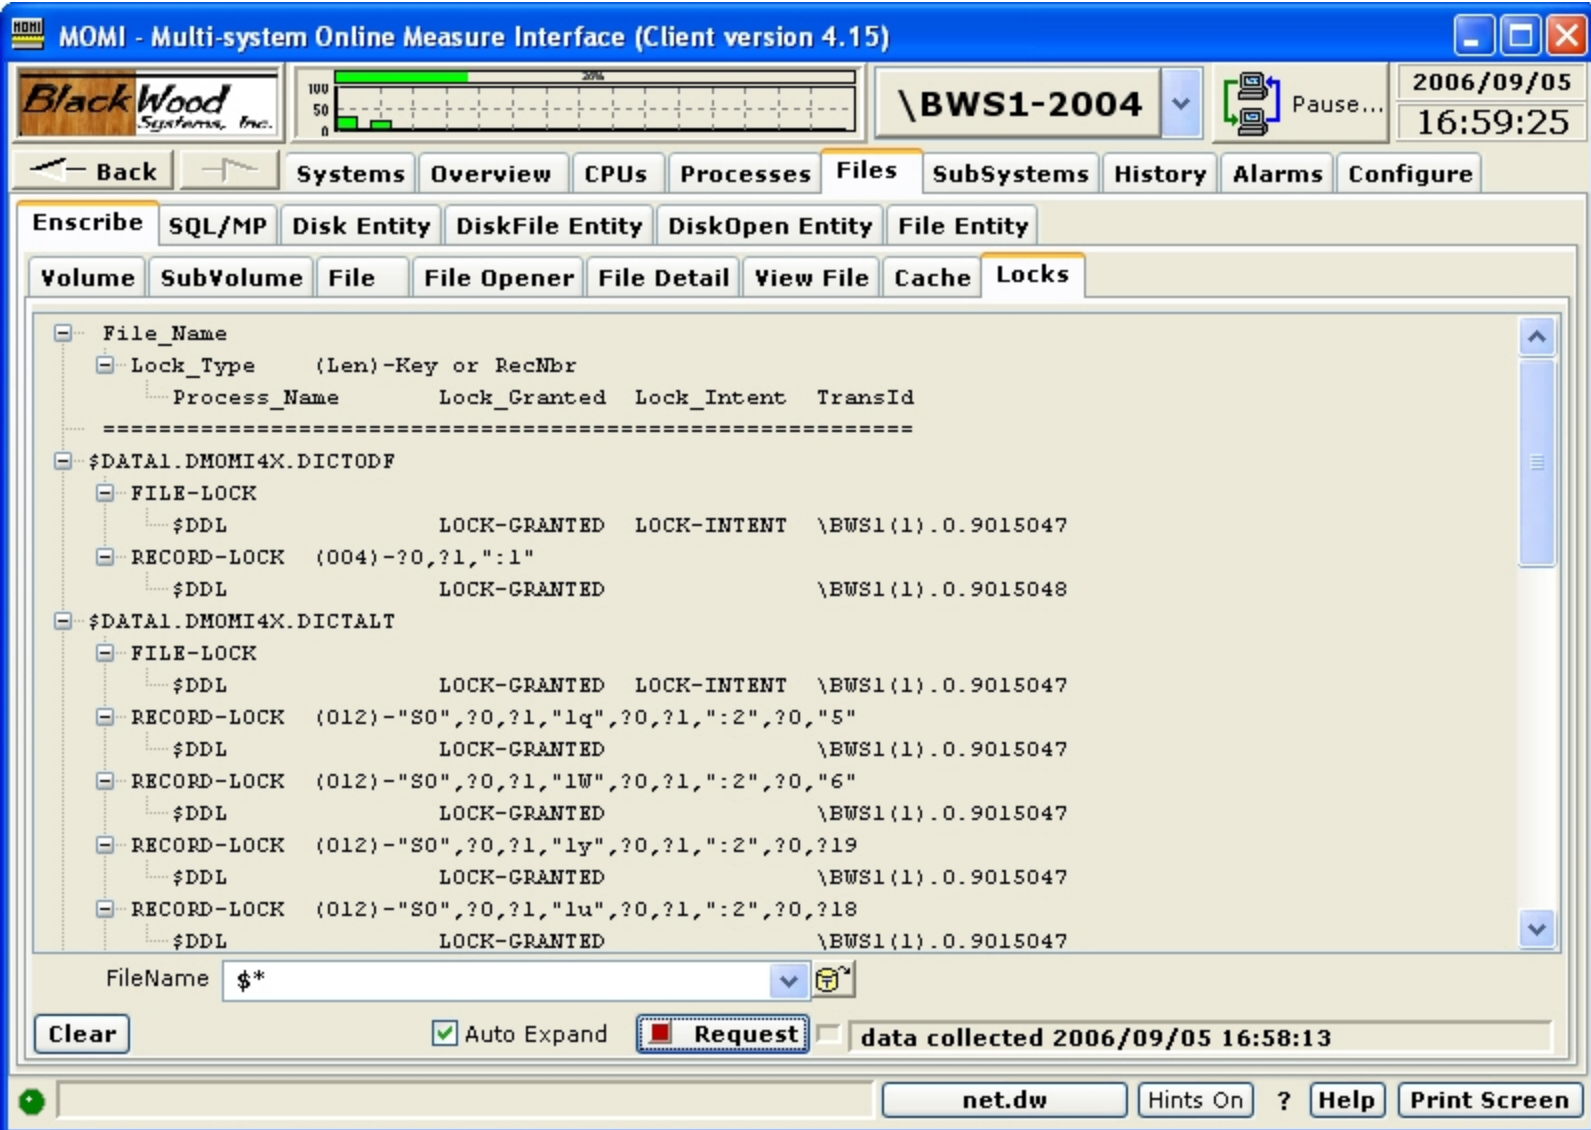 MOMI - Multi-system Online Measure Interface (Client version 4.15)
BlackWood
Systems, Inc.
100
50
0
26%
\BWS1-2004
Pause...
2006/09/05
16:59:25
Back
Systems Overview CPUs Processes Files SubSystems History Alarms Configure
Enscribe SQL/MP Disk Entity DiskFile Entity DiskOpen Entity File Entity
Volume SubVolume File File Opener File Detail View File Cache Locks
File_Name
Lock_Type (Len)-Key or RecNbr
Process_Name Lock_Granted Lock_Intent TransId
==========================================================
$DATA1.DMOMI4X.DICTODF
FILE-LOCK
$DDL LOCK-GRANTED LOCK-INTENT \BWS1(1).0.9015047
RECORD-LOCK (004)-?0,?1,":1"
$DDL LOCK-GRANTED \BWS1(1).0.9015048
$DATA1.DMOMI4X.DICTALT
FILE-LOCK
$DDL LOCK-GRANTED LOCK-INTENT \BWS1(1).0.9015047
RECORD-LOCK (012)-"S0",?0,?1,"1q",?0,?1,":2",?0,"5"
$DDL LOCK-GRANTED \BWS1(1).0.9015047
RECORD-LOCK (012)-"S0",?0,?1,"1W",?0,?1,":2",?0,"6"
$DDL LOCK-GRANTED \BWS1(1).0.9015047
RECORD-LOCK (012)-"S0",?0,?1,"1y",?0,?1,":2",?0,?19
$DDL LOCK-GRANTED \BWS1(1).0.9015047
RECORD-LOCK (012)-"S0",?0,?1,"1u",?0,?1,":2",?0,?18
$DDL LOCK-GRANTED \BWS1(1).0.9015047
FileName $*
Clear Auto Expand Request data collected 2006/09/05 16:58:13
net.dw Hints On ? Help Print Screen